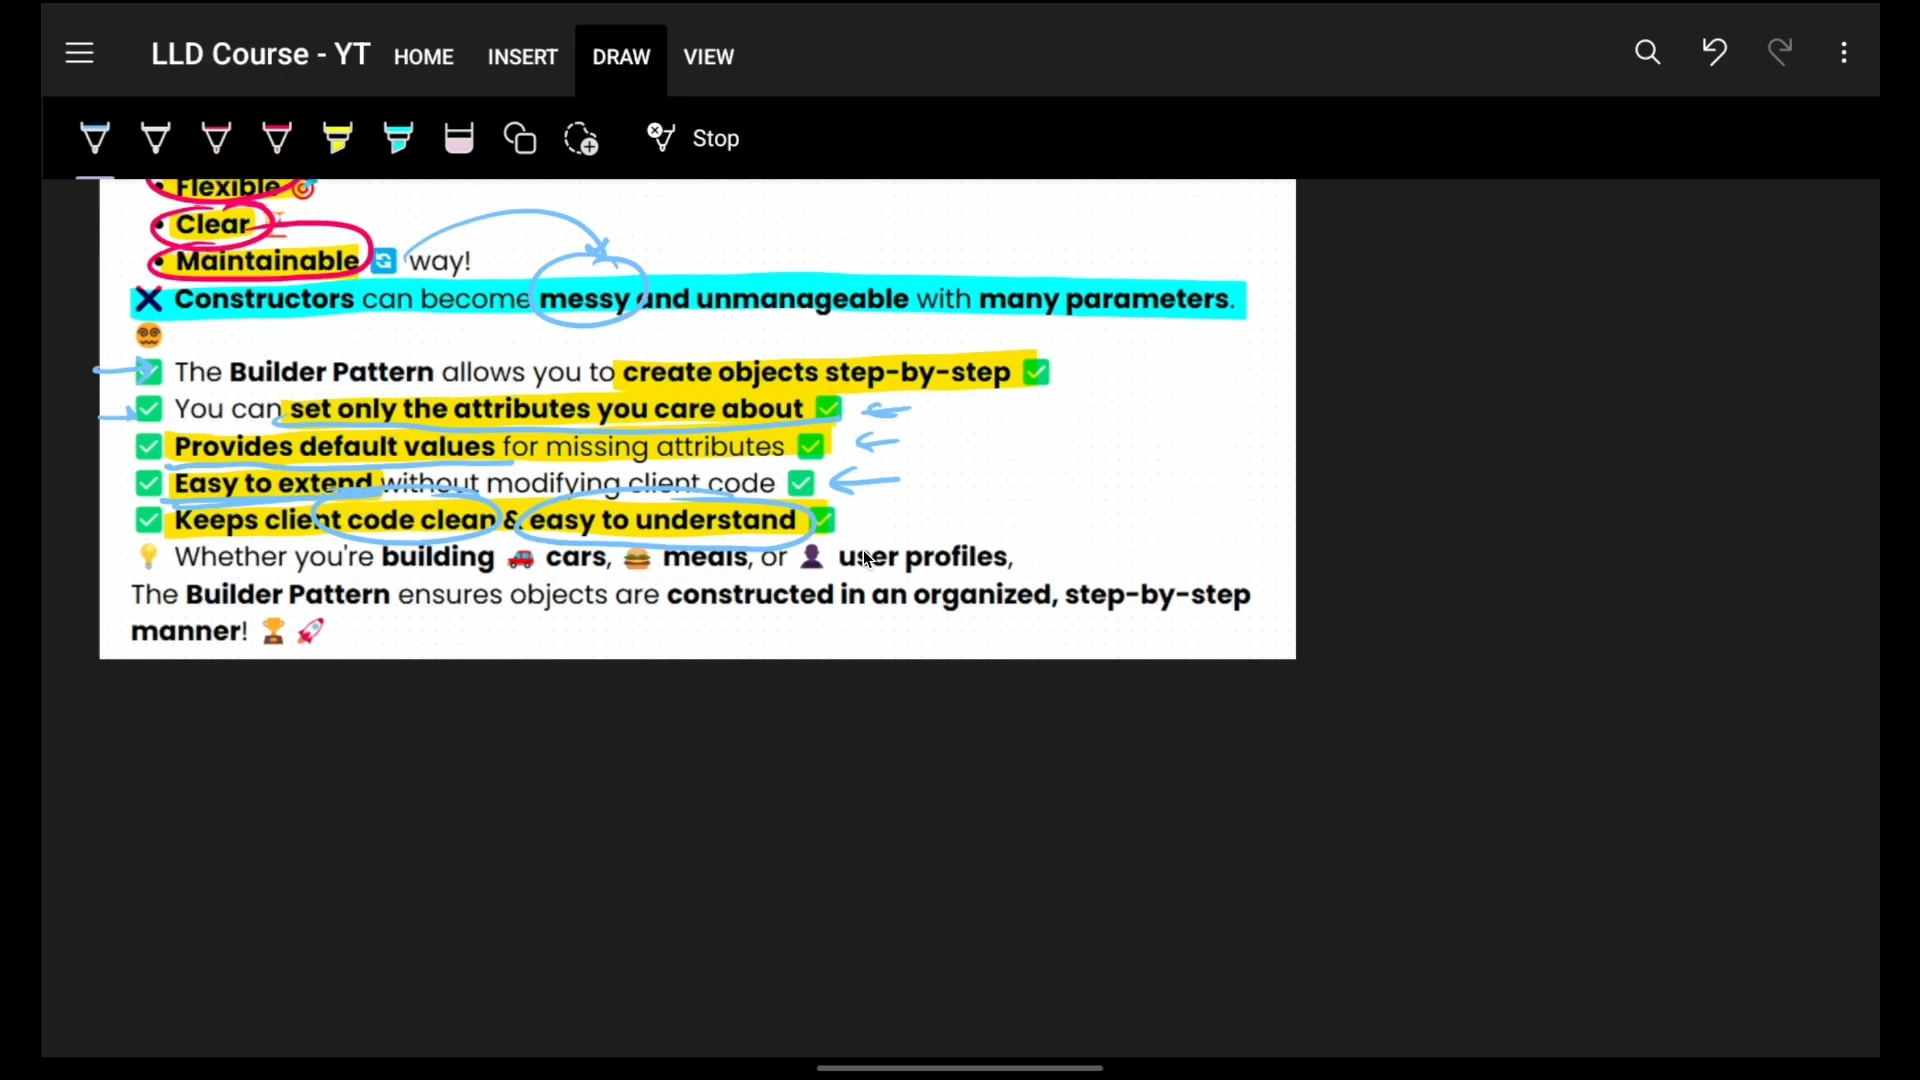 LLD Course - YT HOME INSERT DRAW VIEW
Stop
• Flexible 🎯
• Clear
• Maintainable 🔄 way!
❌ Constructors can become messy and unmanageable with many parameters.
😵‍💫
✅ The Builder Pattern allows you to create objects step-by-step ✅
✅ You can set only the attributes you care about ✅
✅ Provides default values for missing attributes ✅
✅ Easy to extend without modifying client code ✅
✅ Keeps client code clean & easy to understand ✅
💡 Whether you're building 🚗 cars, 🍔 meals, or 👤 user profiles,
The Builder Pattern ensures objects are constructed in an organized, step-by-step
manner! 🏆 🚀